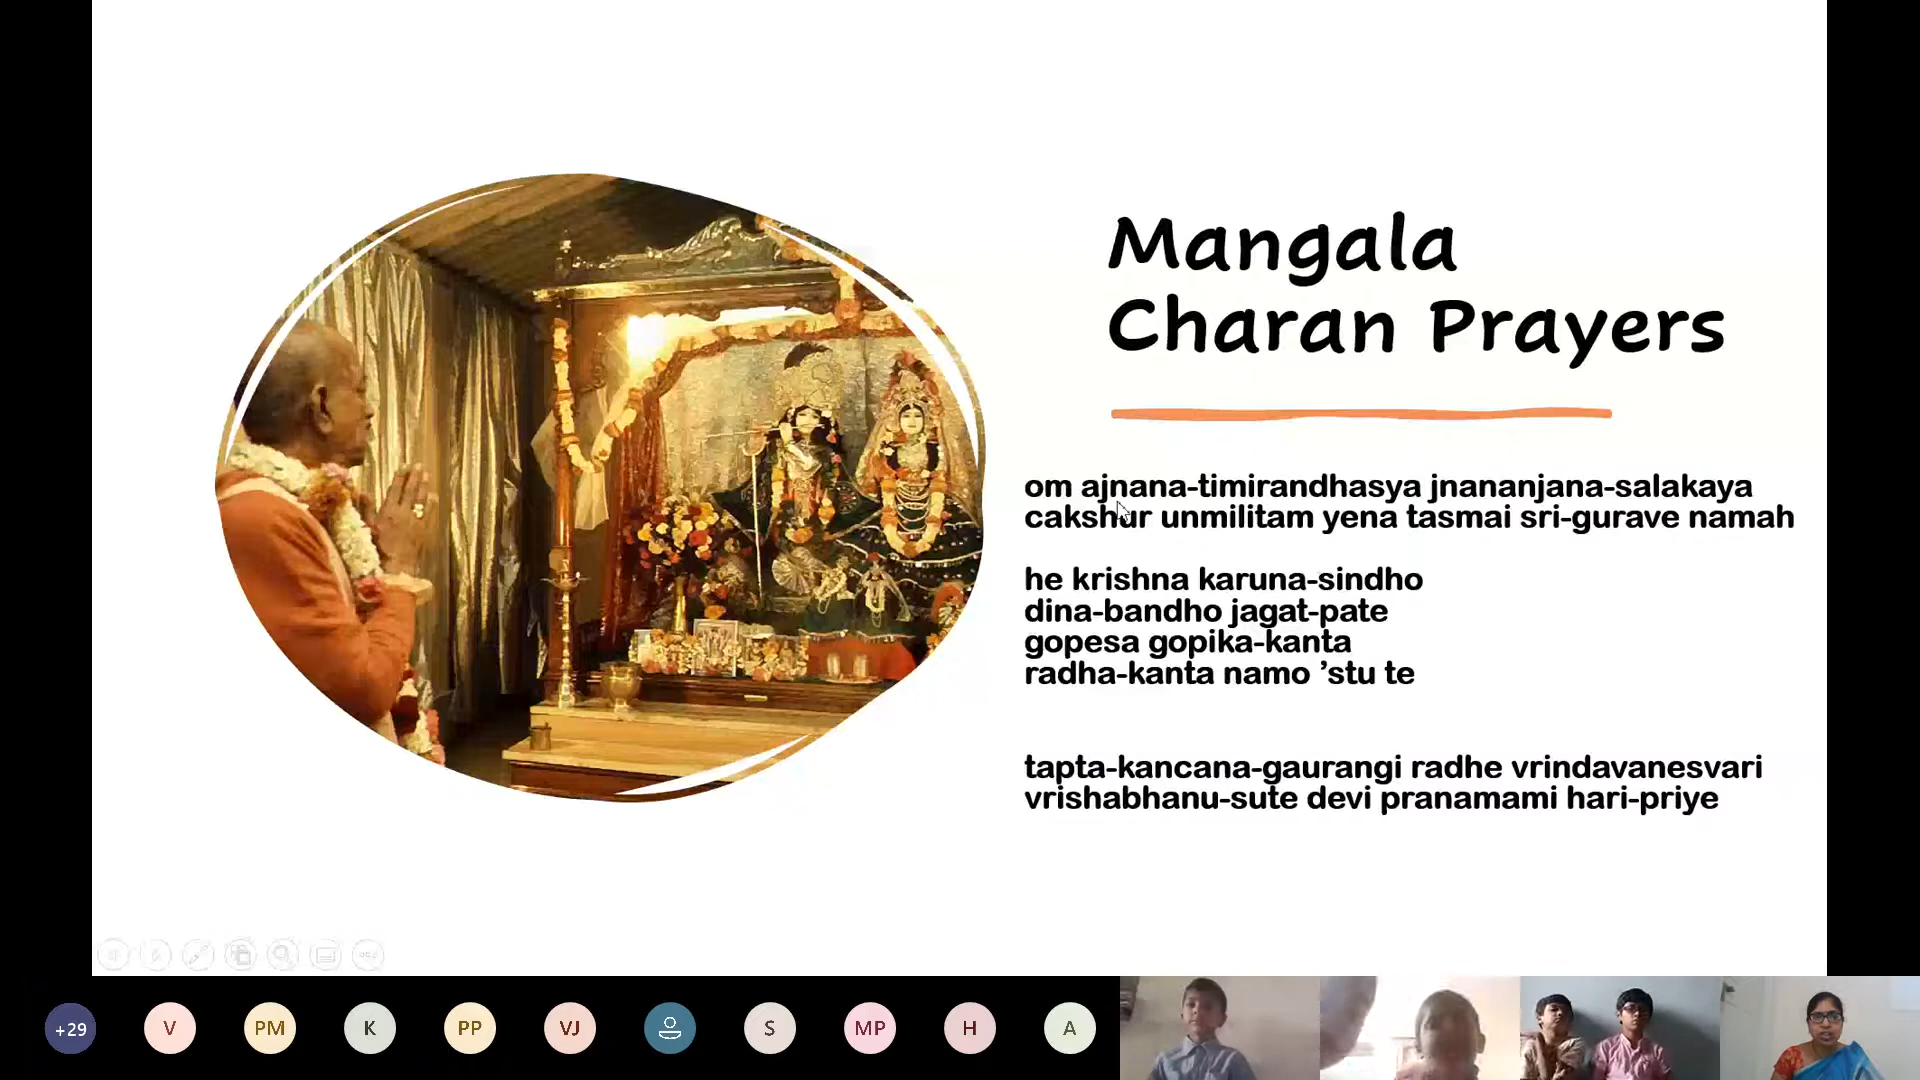 Mangala
Charan Prayers
om ajnana-timirandhasya jnananjana-salakaya
cakshur unmilitam yena tasmai sri-gurave namah
he krishna karuna-sindho
dina-bandho jagat-pate
gopesa gopika-kanta
radha-kanta namo ’stu te
tapta-kancana-gaurangi radhe vrindavanesvari
vrishabhanu-sute devi pranamami hari-priye
+29 V PM K PP VJ S MP H A